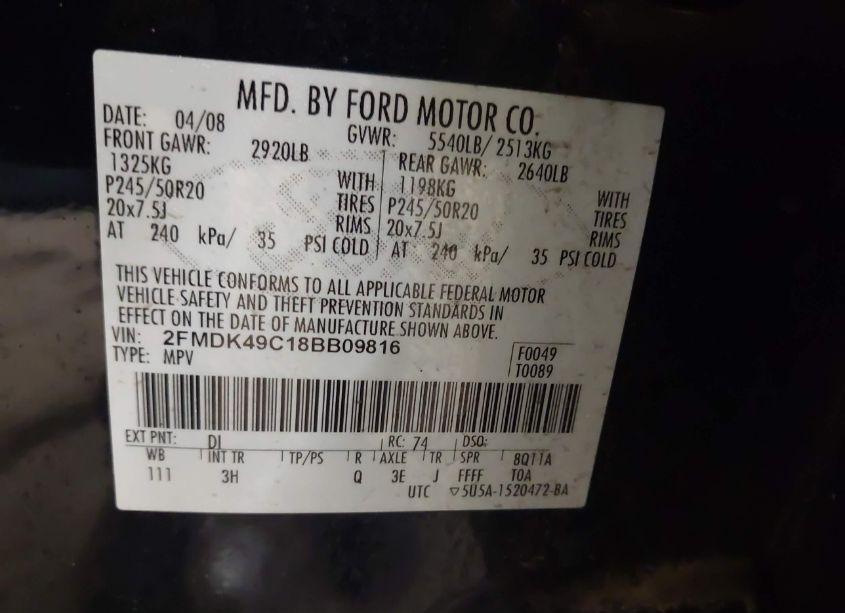 MFD. BY FORD MOTOR CO.
DATE: 04/08 GVWR: 5540LB/ 2513KG
FRONT GAWR: 2920LB REAR GAWR: 2640LB
1325KG WITH 1198KG WITH
P245/50R20 TIRES P245/50R20 TIRES
20x7.5J RIMS 20x7.5J RIMS
AT 240 kPa/ 35 PSI COLD AT 240 kPa/ 35 PSI COLD
THIS VEHICLE CONFORMS TO ALL APPLICABLE FEDERAL MOTOR
VEHICLE SAFETY AND THEFT PREVENTION STANDARDS IN
EFFECT ON THE DATE OF MANUFACTURE SHOWN ABOVE.
VIN: 2FMDK49C18BB09816 F0049
TYPE: MPV T0089
EXT PNT: DL RC: 74 DSO:
WB INT TR TP/PS R AXLE TR SPR 8Q11A
111 3H Q 3E J FFFF T0A
UTC ▽5U5A-1520472-BA